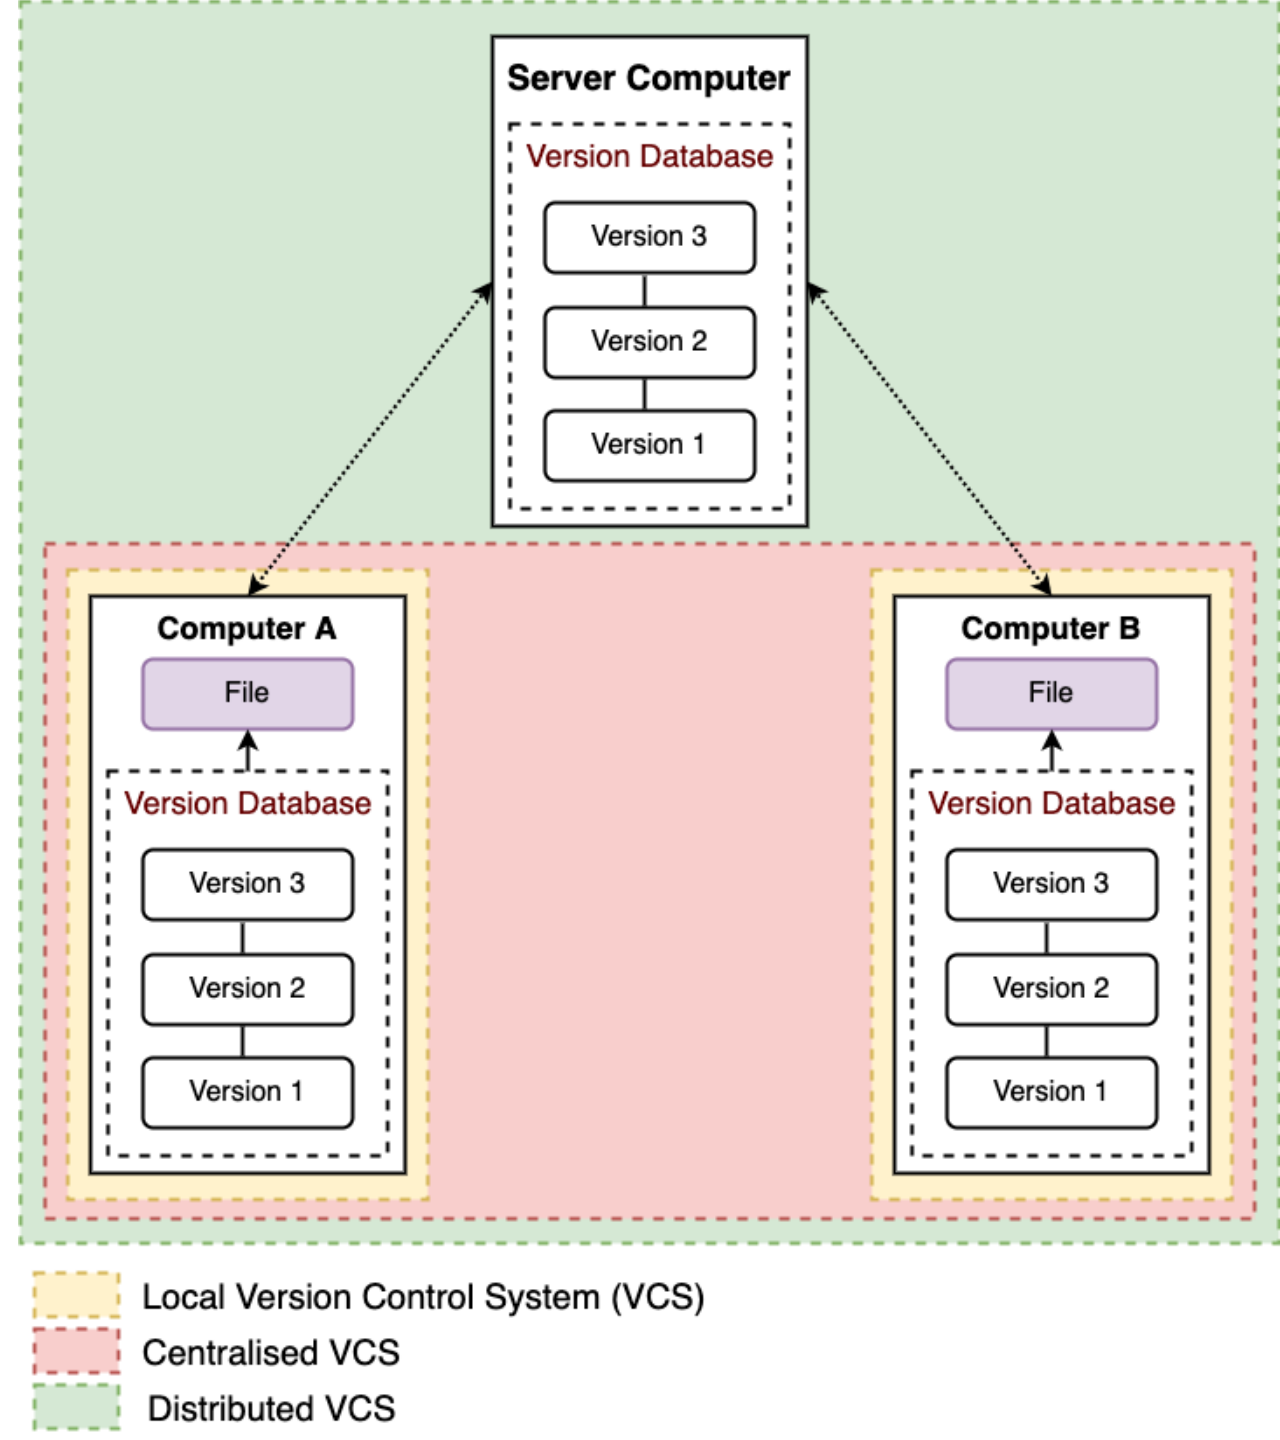 Server Computer
Version Database
Version 3
Version 2
Version 1
Computer A
File
Version Database
Version 3
Version 2
Version 1
Computer B
File
Version Database
Version 3
Version 2
Version 1
Local Version Control System (VCS)
Centralised VCS
Distributed VCS